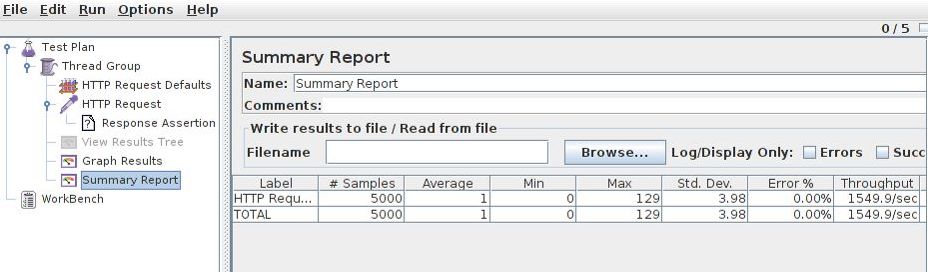 File Edit Run Options Help
0 / 5
Test Plan
Thread Group
HTTP Request Defaults
HTTP Request
Response Assertion
View Results Tree
Graph Results
Summary Report
WorkBench
Summary Report
Name: Summary Report
Comments:
Write results to file / Read from file
Filename Browse... Log/Display Only: Errors Succ
Label # Samples Average Min Max Std. Dev. Error % Throughput
HTTP Requ... 5000 1 0 129 3.98 0.00% 1549.9/sec
TOTAL 5000 1 0 129 3.98 0.00% 1549.9/sec